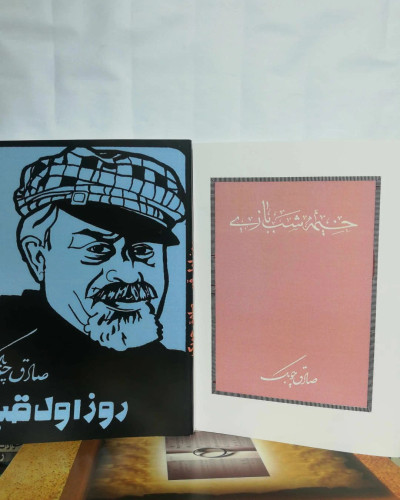 خیمه شب بازی
صادق چوبک
صادق چوبک
روز اول قبر